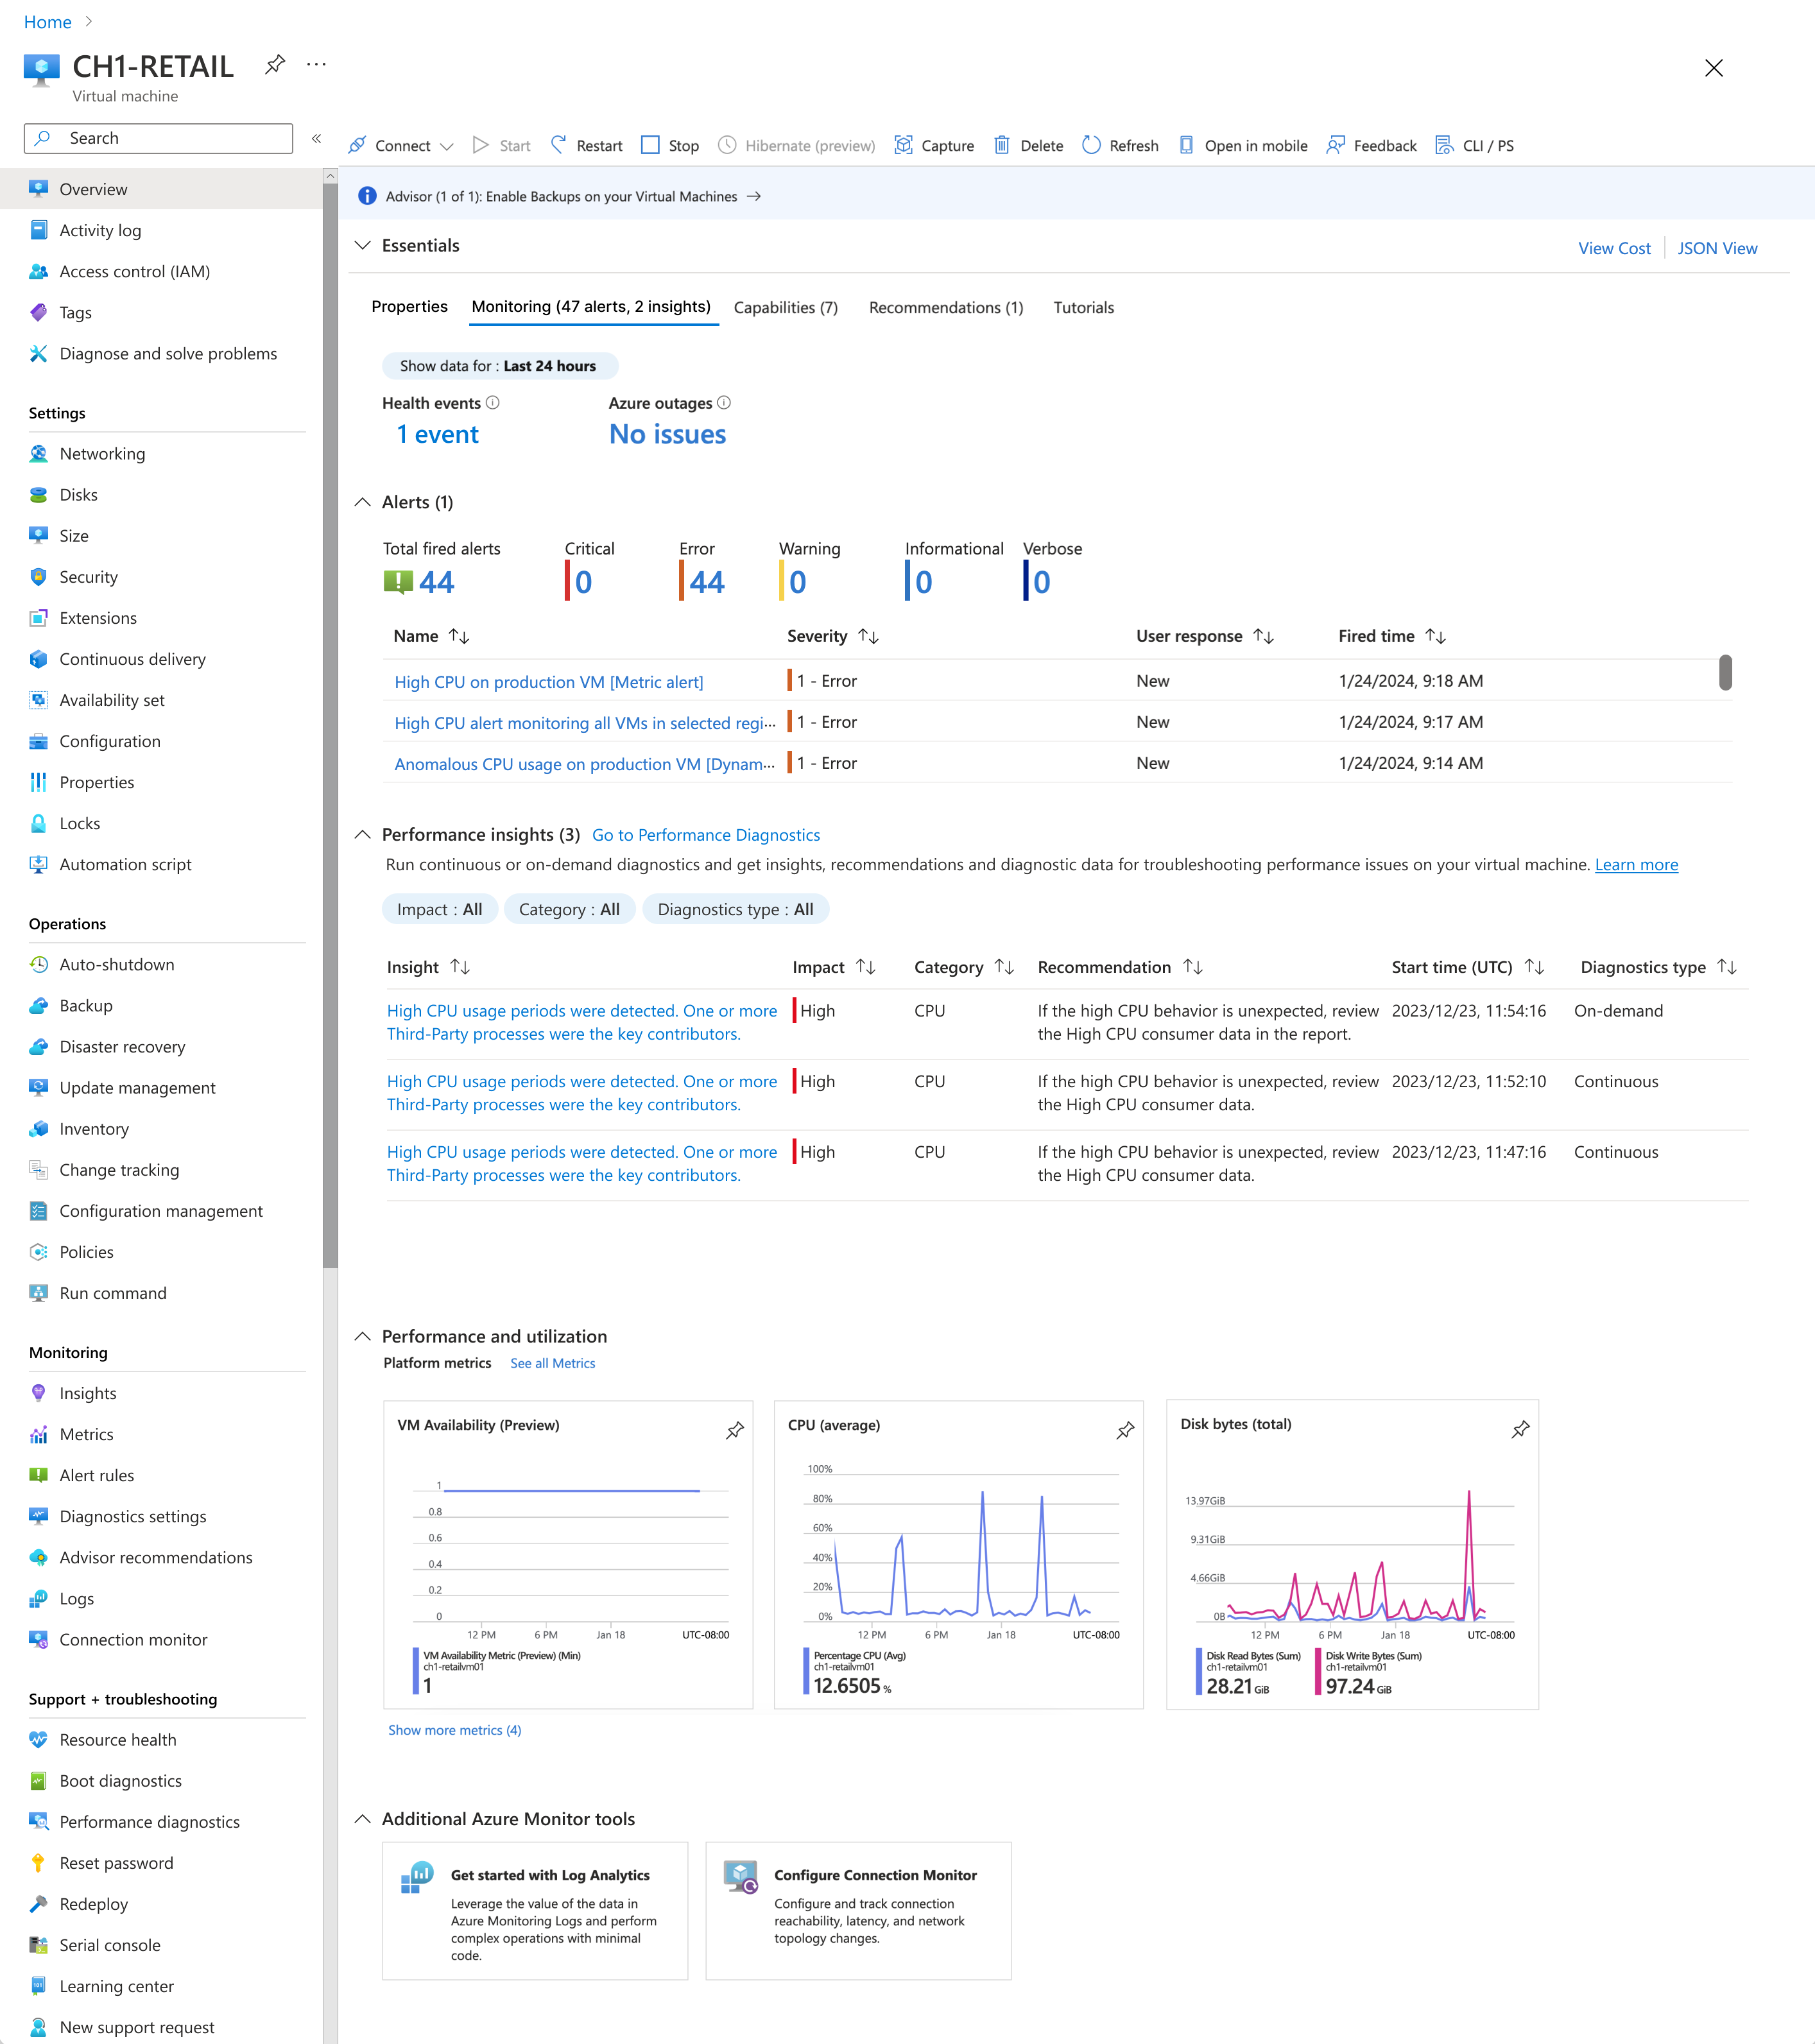 Home
CH1-RETAIL
Virtual machine
Search
«
Connect
Start
Restart
Stop
Hibernate (preview)
Capture
Delete
Refresh
Open in mobile
Feedback
CLI / PS
Overview
Activity log
Access control (IAM)
Tags
Diagnose and solve problems
Settings
Networking
Disks
Size
Security
Extensions
Continuous delivery
Availability set
Configuration
Properties
Locks
Automation script
Operations
Auto-shutdown
Backup
Disaster recovery
Update management
Inventory
Change tracking
Configuration management
Policies
Run command
Monitoring
Insights
Metrics
Alert rules
Diagnostics settings
Advisor recommendations
Logs
Connection monitor
Support + troubleshooting
Resource health
Boot diagnostics
Performance diagnostics
Reset password
Redeploy
Serial console
Learning center
New support request
Advisor (1 of 1): Enable Backups on your Virtual Machines →
Essentials
View Cost
JSON View
Properties
Monitoring (47 alerts, 2 insights)
Capabilities (7)
Recommendations (1)
Tutorials
Show data for : Last 24 hours
Health events
Azure outages
1 event
No issues
Alerts (1)
Total fired alerts
Critical
Error
Warning
Informational
Verbose
44
0
44
0
0
0
Name ↑↓ Severity ↑↓ User response ↑↓ Fired time ↑↓
High CPU on production VM [Metric alert] 1 - Error New 1/24/2024, 9:18 AM
High CPU alert monitoring all VMs in selected regi... 1 - Error New 1/24/2024, 9:17 AM
Anomalous CPU usage on production VM [Dynam... 1 - Error New 1/24/2024, 9:14 AM
Performance insights (3) Go to Performance Diagnostics
Run continuous or on-demand diagnostics and get insights, recommendations and diagnostic data for troubleshooting performance issues on your virtual machine. Learn more
Impact : All
Category : All
Diagnostics type : All
Insight ↑↓ Impact ↑↓ Category ↑↓ Recommendation ↑↓ Start time (UTC) ↑↓ Diagnostics type ↑↓
High CPU usage periods were detected. One or more High CPU If the high CPU behavior is unexpected, review 2023/12/23, 11:54:16 On-demand
Third-Party processes were the key contributors. the High CPU consumer data in the report.
High CPU usage periods were detected. One or more High CPU If the high CPU behavior is unexpected, review 2023/12/23, 11:52:10 Continuous
Third-Party processes were the key contributors. the High CPU consumer data.
High CPU usage periods were detected. One or more High CPU If the high CPU behavior is unexpected, review 2023/12/23, 11:47:16 Continuous
Third-Party processes were the key contributors. the High CPU consumer data.
Performance and utilization
Platform metrics See all Metrics
VM Availability (Preview)
1
0.8
0.6
0.4
0.2
0
12 PM 6 PM Jan 18 UTC-08:00
VM Availability Metric (Preview) (Min)
ch1-retailvm01
1
CPU (average)
100%
80%
60%
40%
20%
0%
12 PM 6 PM Jan 18 UTC-08:00
Percentage CPU (Avg)
ch1-retailvm01
12.6505 %
Disk bytes (total)
13.97GiB
9.31GiB
4.66GiB
0B
12 PM 6 PM Jan 18 UTC-08:00
Disk Read Bytes (Sum)
ch1-retailvm01
28.21 GiB
Disk Write Bytes (Sum)
ch1-retailvm01
97.24 GiB
Show more metrics (4)
Additional Azure Monitor tools
Get started with Log Analytics
Leverage the value of the data in
Azure Monitoring Logs and perform
complex operations with minimal
code.
Configure Connection Monitor
Configure and track connection
reachability, latency, and network
topology changes.